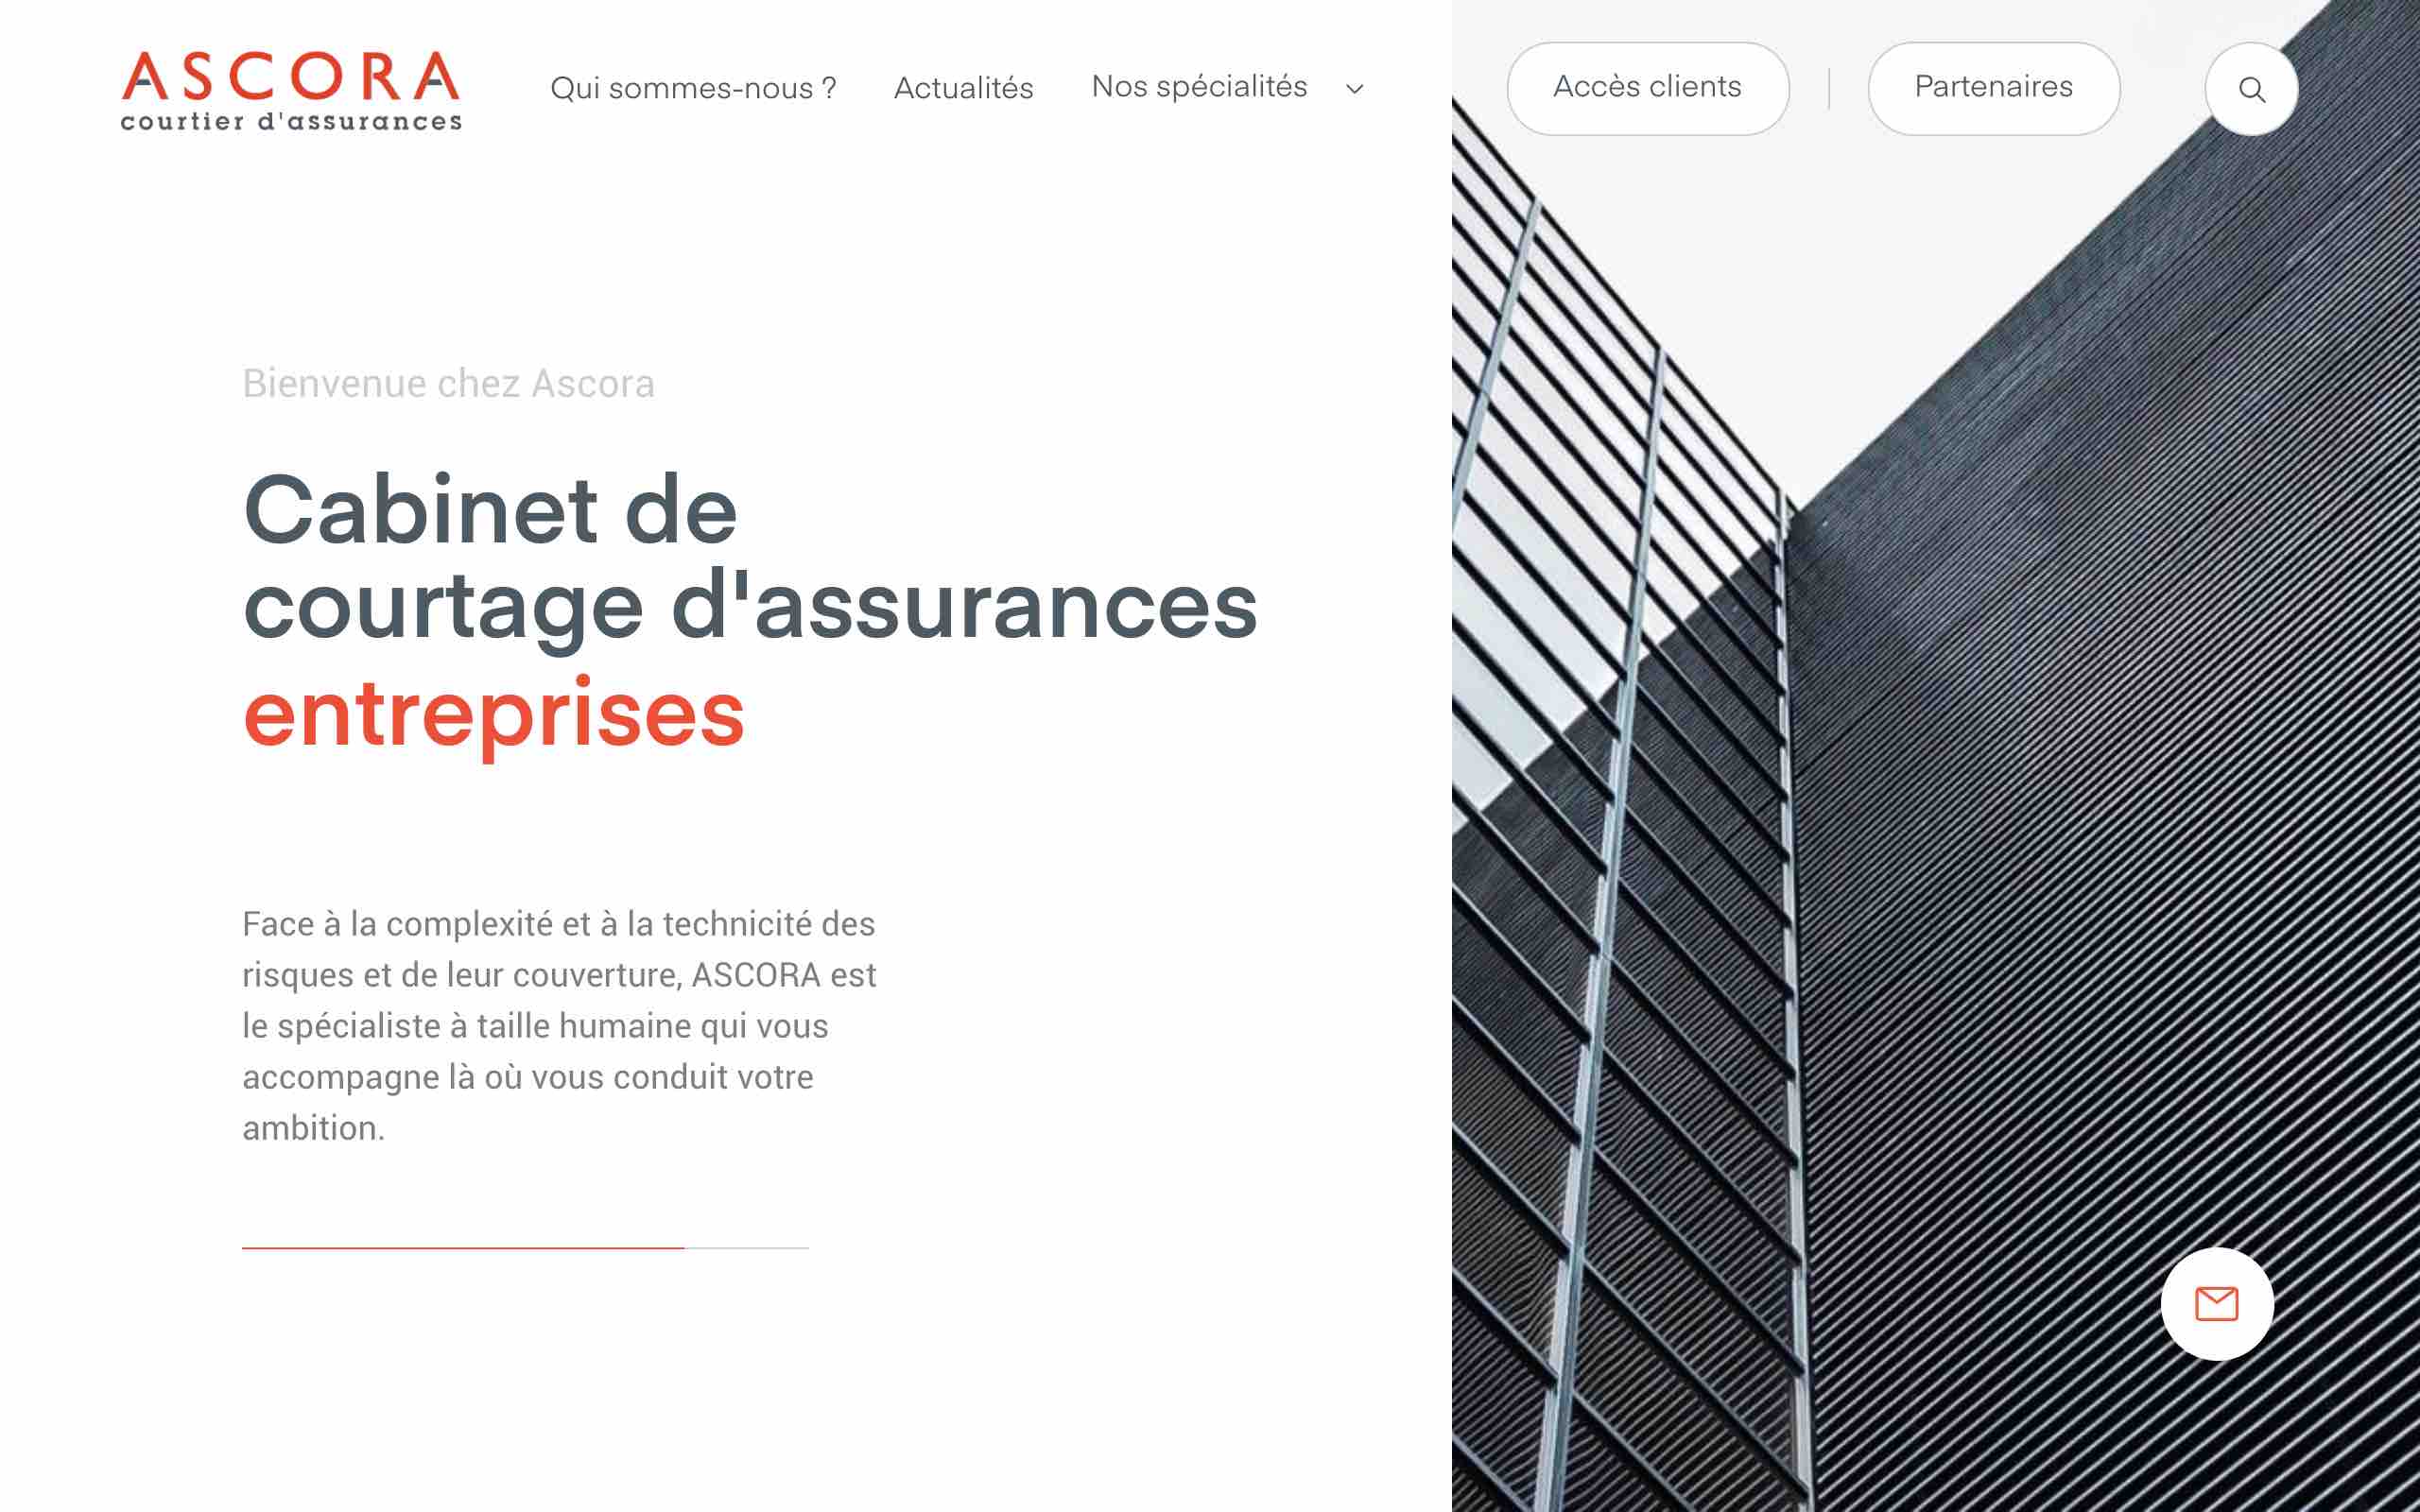 ASCORA
courtier d'assurances
Qui sommes-nous ?
Actualités
Nos spécialités
Accès clients
Partenaires
Bienvenue chez Ascora
Cabinet de
courtage d'assurances
entreprises
Face à la complexité et à la technicité des
risques et de leur couverture, ASCORA est
le spécialiste à taille humaine qui vous
accompagne là où vous conduit votre
ambition.